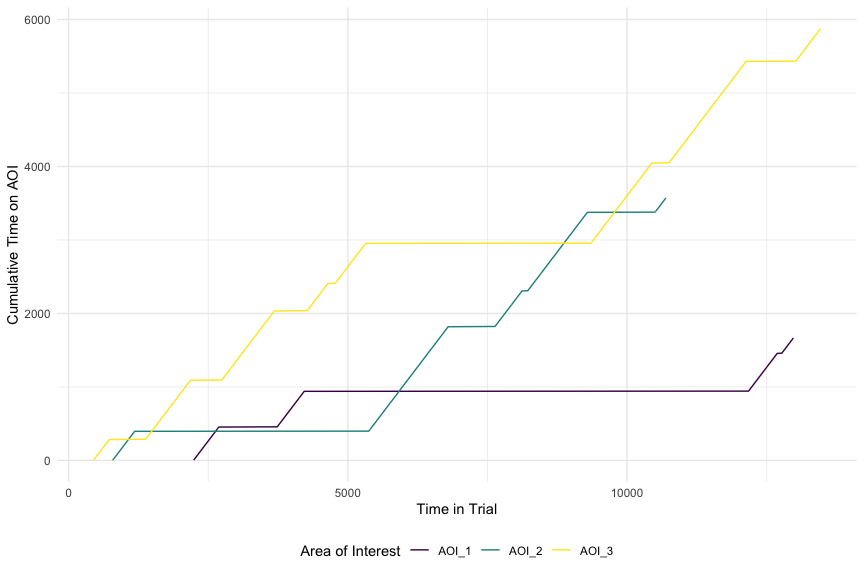 6000
4000
2000
0
Cumulative Time on AOI
0 5000 10000
Time in Trial
Area of Interest AOI_1 AOI_2 AOI_3